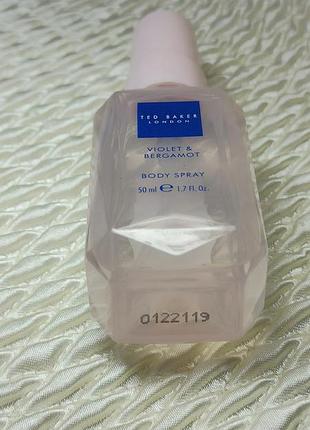 TED BAKER
LONDON
VIOLET &
BERGAMOT
BODY SPRAY
50 ml ℮ 1.7 Fl. Oz.
0122119